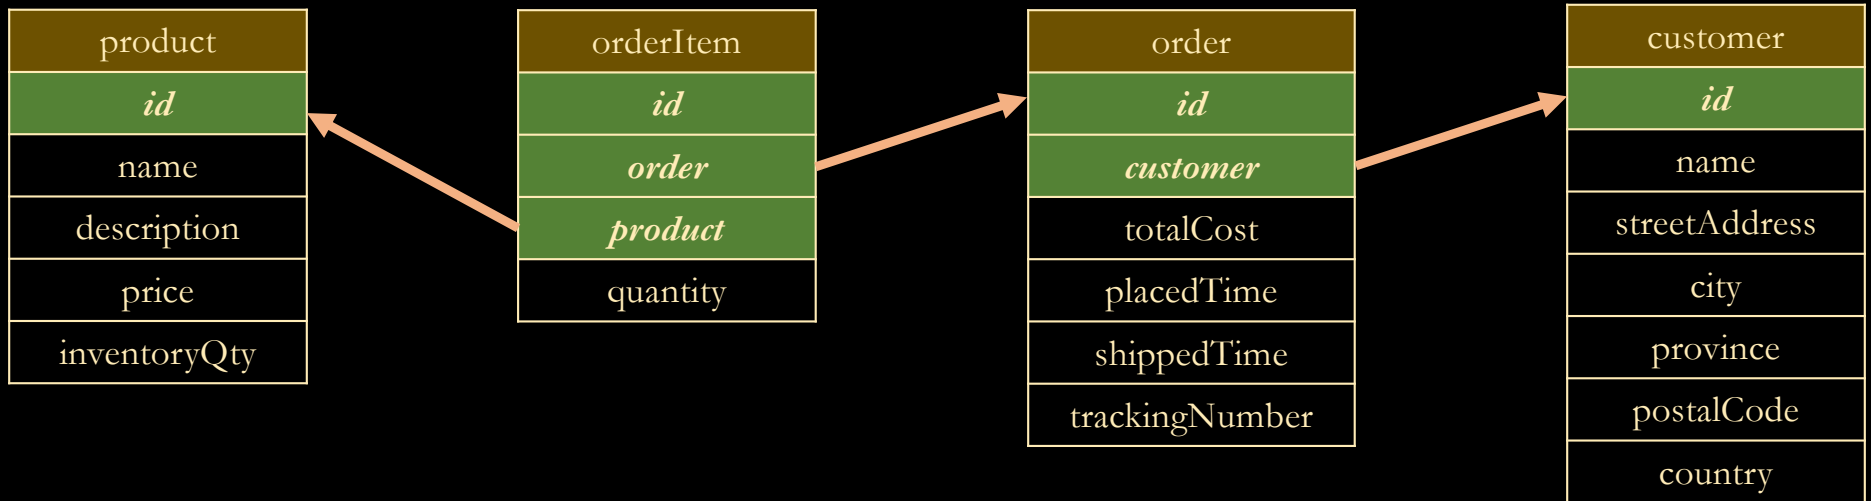 product
id
name
description
price
inventoryQty
orderItem
id
order
product
quantity
order
id
customer
totalCost
placedTime
shippedTime
trackingNumber
customer
id
name
streetAddress
city
province
postalCode
country